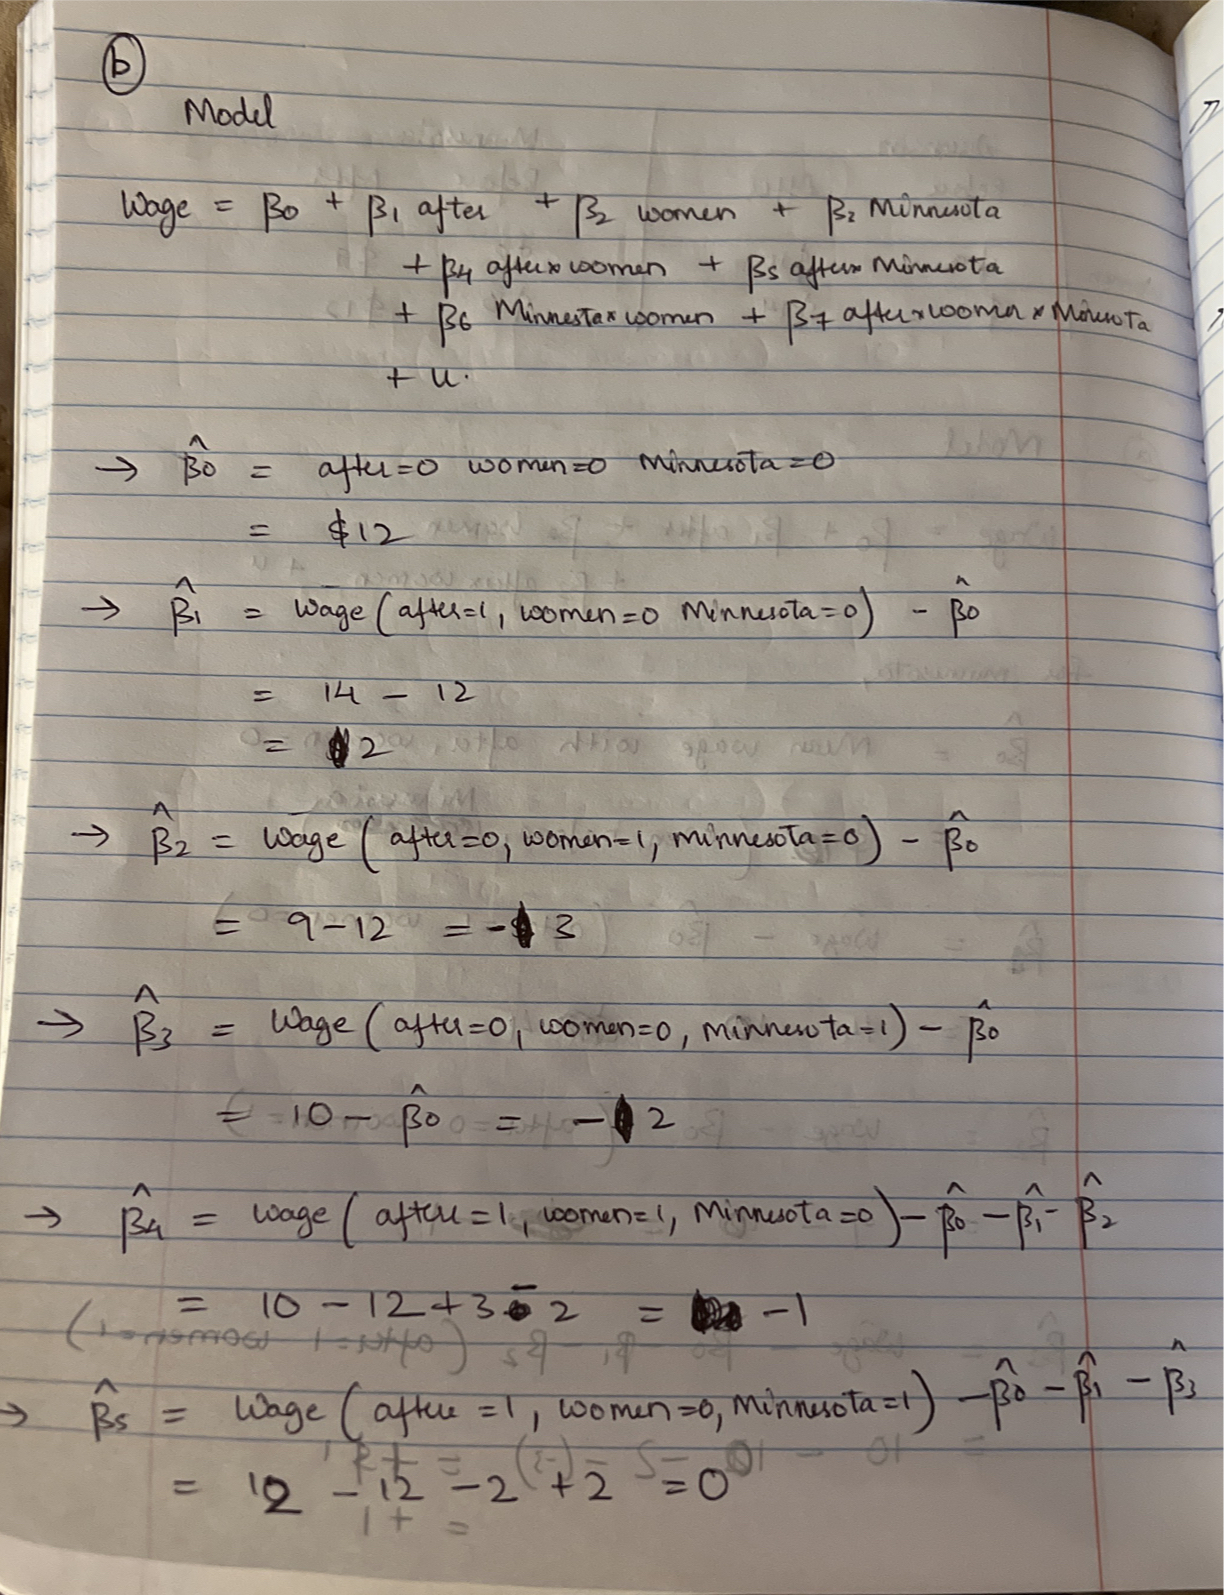 b
Model
Wage = β0 + β1 after + β2 women + β2 Minnesota
+ β4 after x women + β5 after x Minnesota
+ β6 Minnesta x women + β7 after x women x Minesota
+ u.
→ β̂0 = after=0 women=0 Minnesota=0
= $12
→ β̂1 = Wage (after=1, women=0 Minnesota=0) - β̂0
= 14 - 12
= 2
→ β̂2 = Wage (after=0, women=1, minnesota=0) - β̂0
= 9-12 = -3
→ β̂3 = Wage (after=0, women=0, minnesota=1) - β̂0
= 10 - β̂0 = -2
→ β̂4 = wage (after=1, women=1, Minnesota=0) - β̂0 - β̂1 - β̂2
= 10 - 12 + 3 - 2 = -1
→ β̂5 = Wage (after=1, women=0, Minnesota=1) - β̂0 - β̂1 - β̂3
= 12 - 12 - 2 + 2 = 0